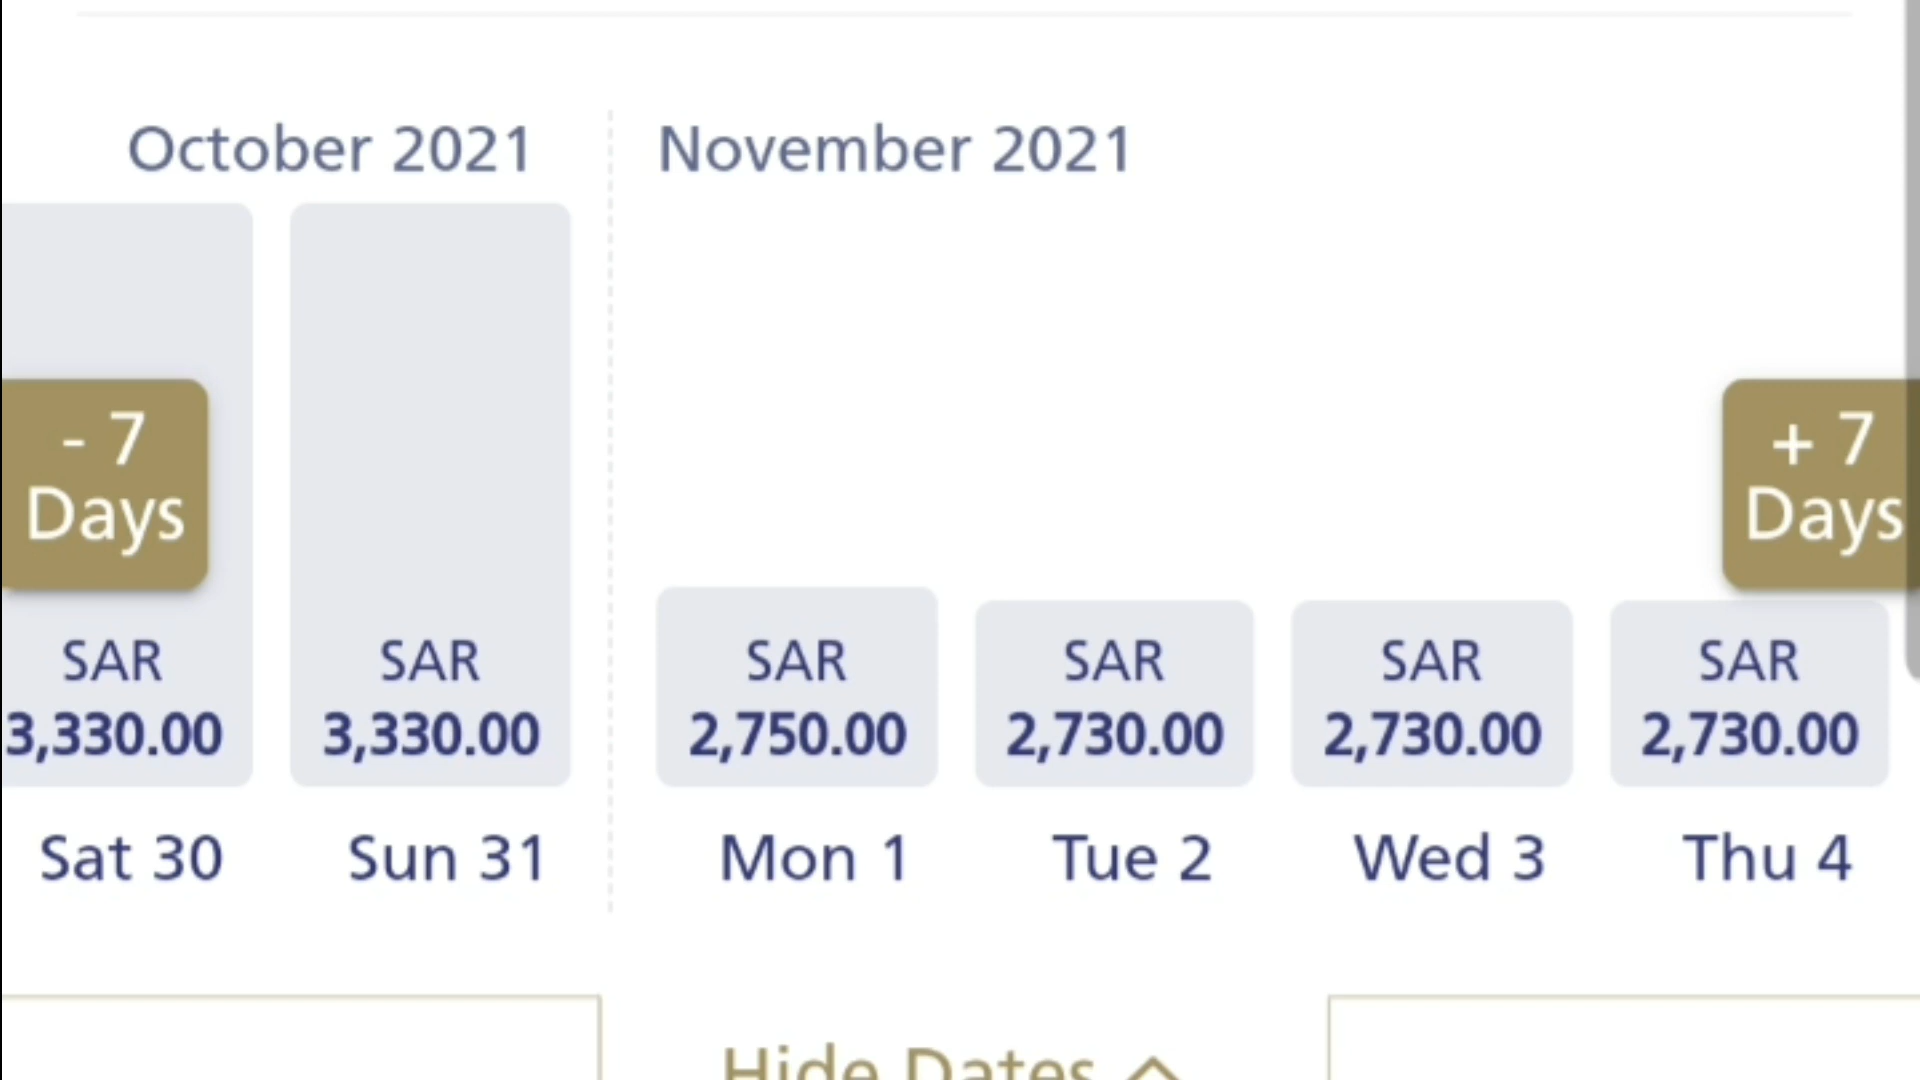 October 2021
November 2021
- 7
Days
+ 7
Days
SAR
3,330.00
SAR
3,330.00
SAR
2,750.00
SAR
2,730.00
SAR
2,730.00
SAR
2,730.00
Sat 30
Sun 31
Mon 1
Tue 2
Wed 3
Thu 4
Hide Dates